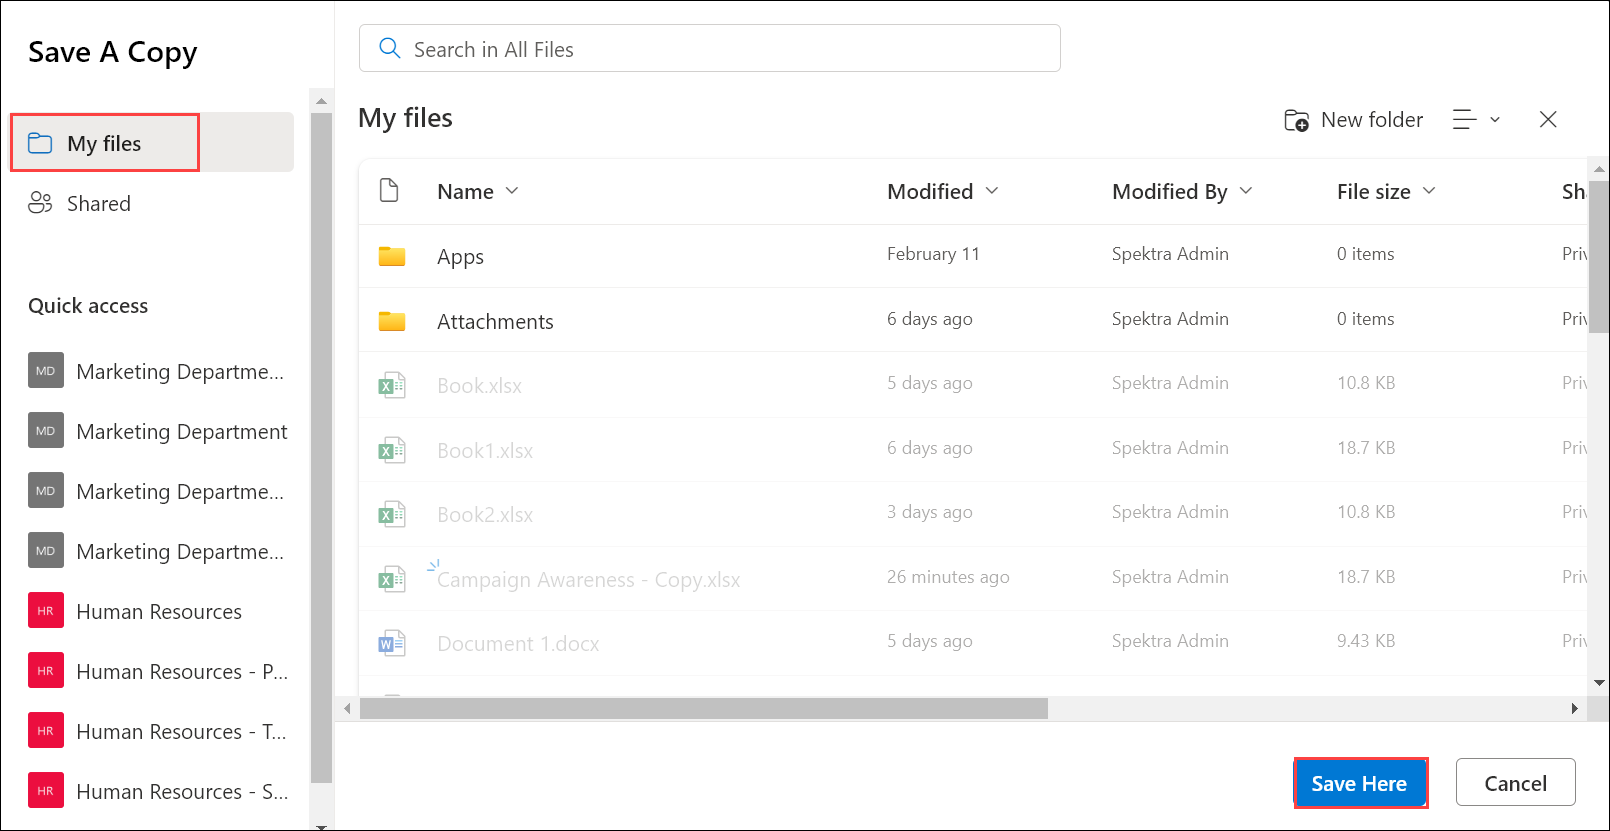 Save A Copy
My files
Shared
Quick access
MD Marketing Departme...
MD Marketing Department
MD Marketing Departme...
MD Marketing Departme...
HR Human Resources
HR Human Resources - P...
HR Human Resources - T...
HR Human Resources - S...
Search in All Files
My files
New folder
Name Modified Modified By File size Sh
Apps February 11 Spektra Admin 0 items Priv
Attachments 6 days ago Spektra Admin 0 items Priv
Book.xlsx 5 days ago Spektra Admin 10.8 KB Priv
Book1.xlsx 6 days ago Spektra Admin 18.7 KB Priv
Book2.xlsx 3 days ago Spektra Admin 10.8 KB Priv
Campaign Awareness - Copy.xlsx 26 minutes ago Spektra Admin 18.7 KB Priv
Document 1.docx 5 days ago Spektra Admin 9.43 KB Priv
Save Here Cancel